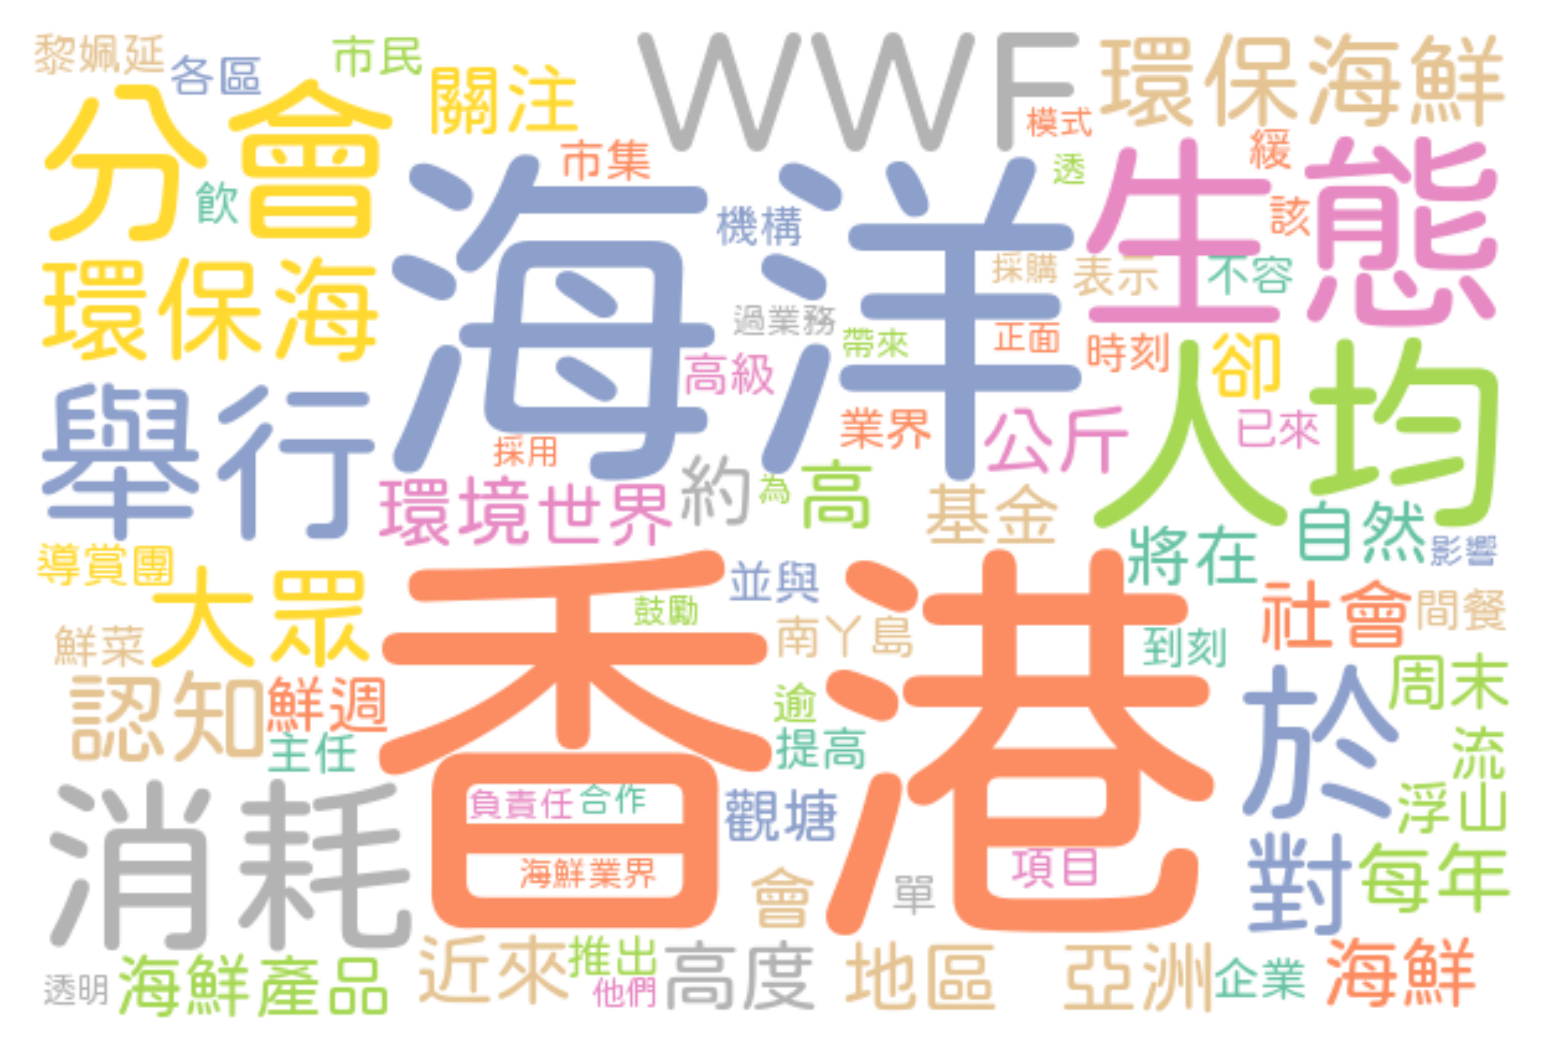 黎姵延
各區
市民
關注
WWF
環保海鮮
模式
分會
飲
市集
透
緩
生態
該
海洋
機構
採購
表示
不容
環保海
過業務
帶來
正面
時刻
卻
人均
高級
舉行
採用
業界
公斤
已來
環境
世界
約
為
高
基金
將在
自然
影響
導賞團
大眾
並與
香港
鼓勵
南丫島
到刻
社會
間餐
鮮菜
認知
鮮週
主任
逾
提高
於
周末
流
浮山
消耗
負責任
合作
觀塘
海鮮業界
項目
對
每年
會
單
透明
海鮮產品
近來
推出
他們
高度
地區
亞洲
企業
海鮮